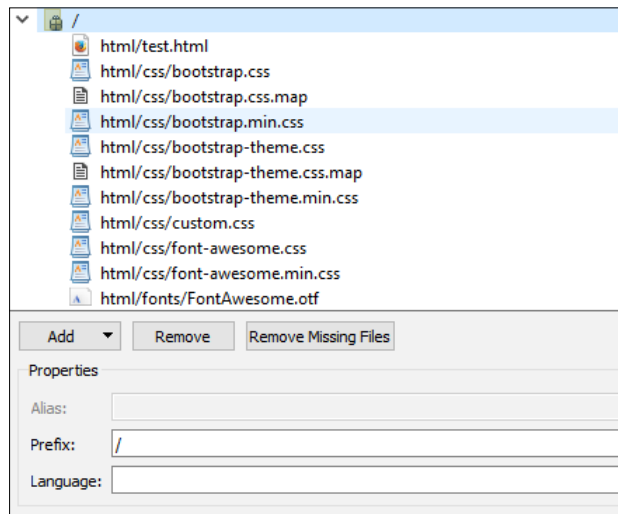 /
html/test.html
html/css/bootstrap.css
html/css/bootstrap.css.map
html/css/bootstrap.min.css
html/css/bootstrap-theme.css
html/css/bootstrap-theme.css.map
html/css/bootstrap-theme.min.css
html/css/custom.css
html/css/font-awesome.css
html/css/font-awesome.min.css
html/fonts/FontAwesome.otf
Add Remove Remove Missing Files
Properties
Alias:
Prefix: /
Language: